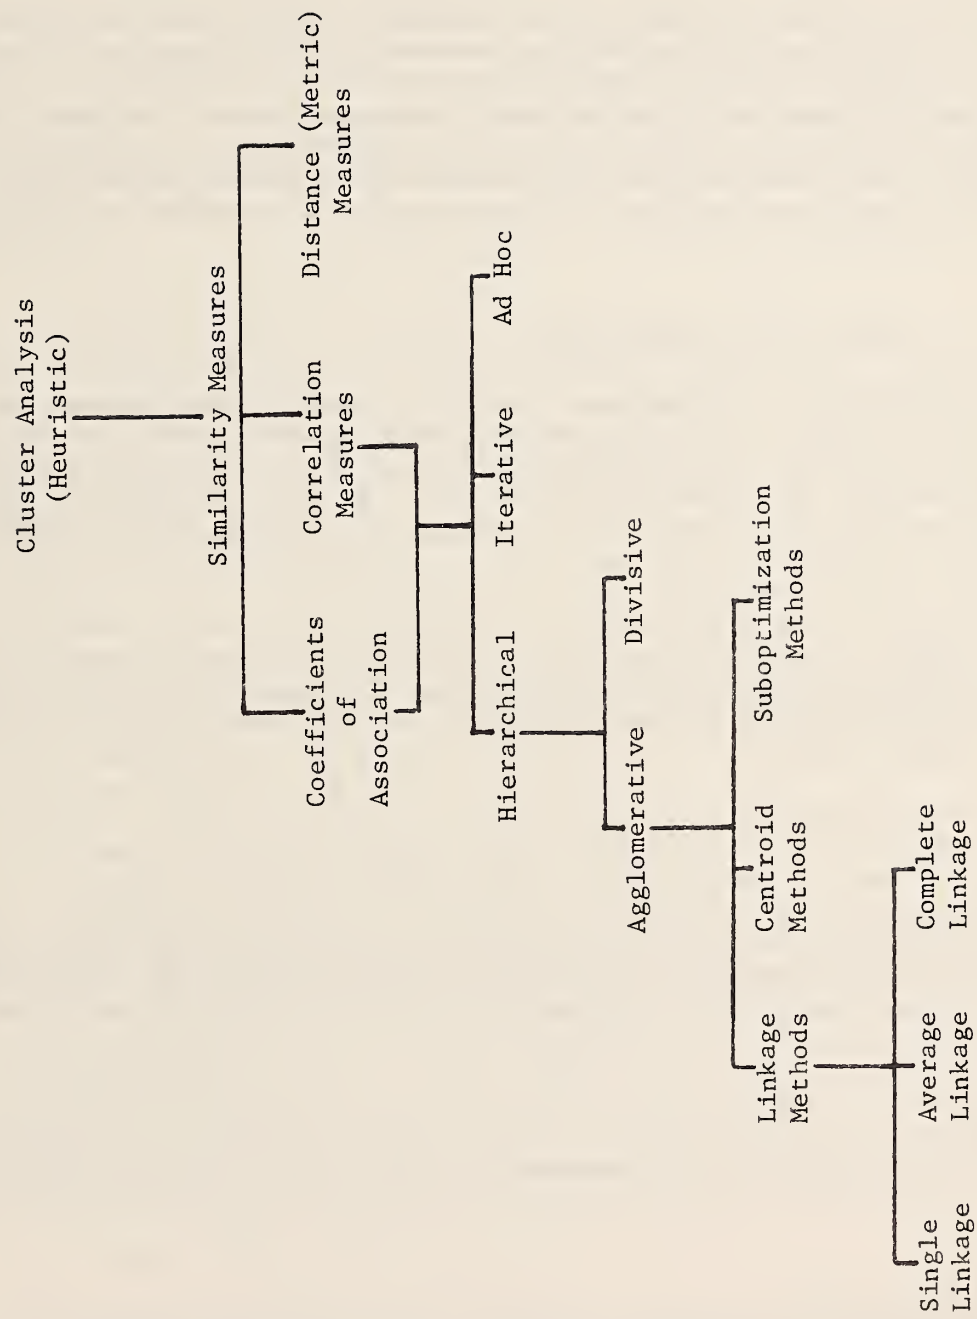 Cluster Analysis
(Heuristic)
Similarity Measures
Coefficients
of
Association
Correlation
Measures
Distance (Metric)
Measures
Hierarchical
Iterative
Ad Hoc
Agglomerative
Divisive
Linkage
Methods
Centroid
Methods
Suboptimization
Methods
Single
Linkage
Average
Linkage
Complete
Linkage